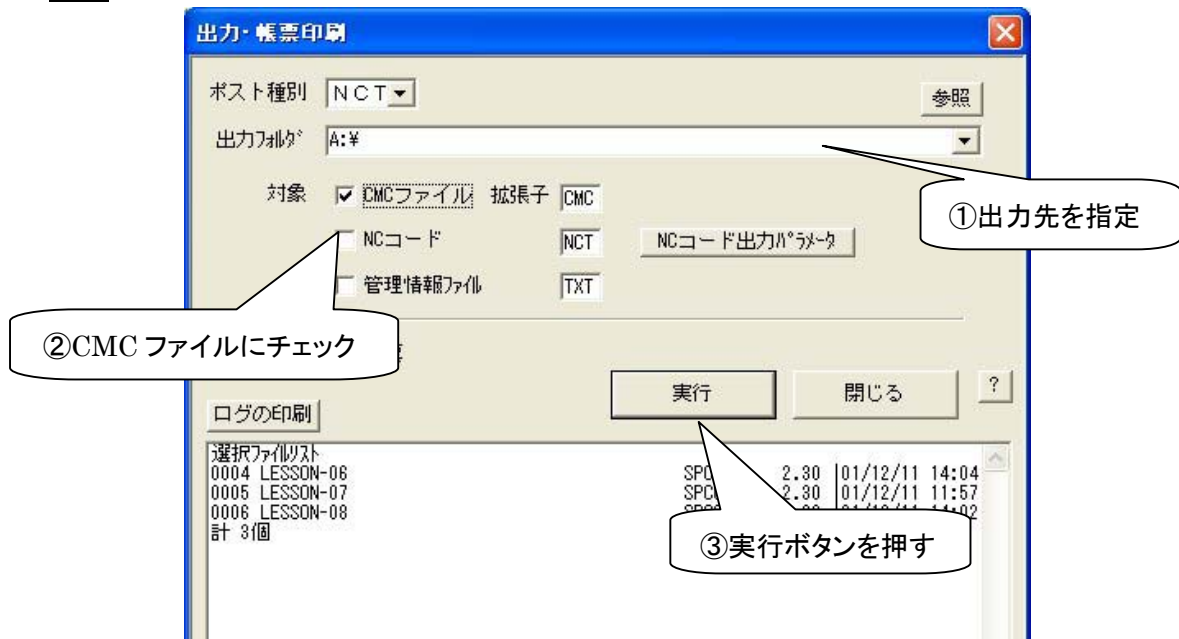 出力・帳票印刷
ポスト種別 NCT 参照
出力フォルダ A:¥
①出力先を指定
対象 CMCファイル 拡張子 CMC
NCコード NCT NCコード出力パラメータ
管理情報ファイル TXT
②CMC ファイルにチェック
実行 閉じる ?
ログの印刷
選択ファイルリスト
0004 LESSON-06 2.30 |01/12/11 14:04
0005 LESSON-07 2.30 |01/12/11 11:57
0006 LESSON-08
計 3個
③実行ボタンを押す